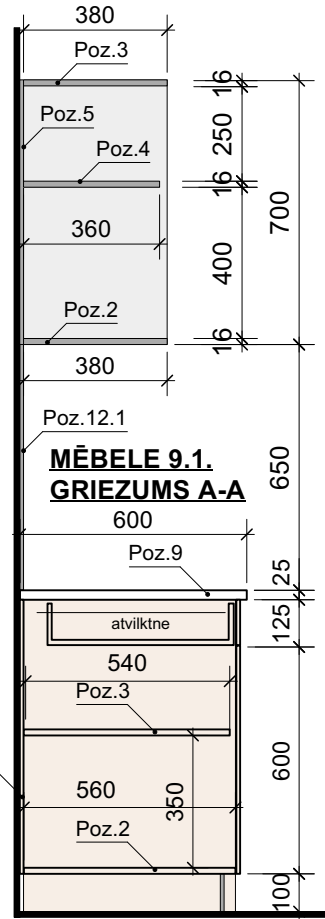 380
Poz.3
16
Poz.5
250
Poz.4
16
700
360
400
Poz.2
16
380
Poz.12.1
MĒBELE 9.1.
GRIEZUMS A-A
650
600
Poz.9
25
atvilktne
125
540
Poz.3
600
560
350
Poz.2
100